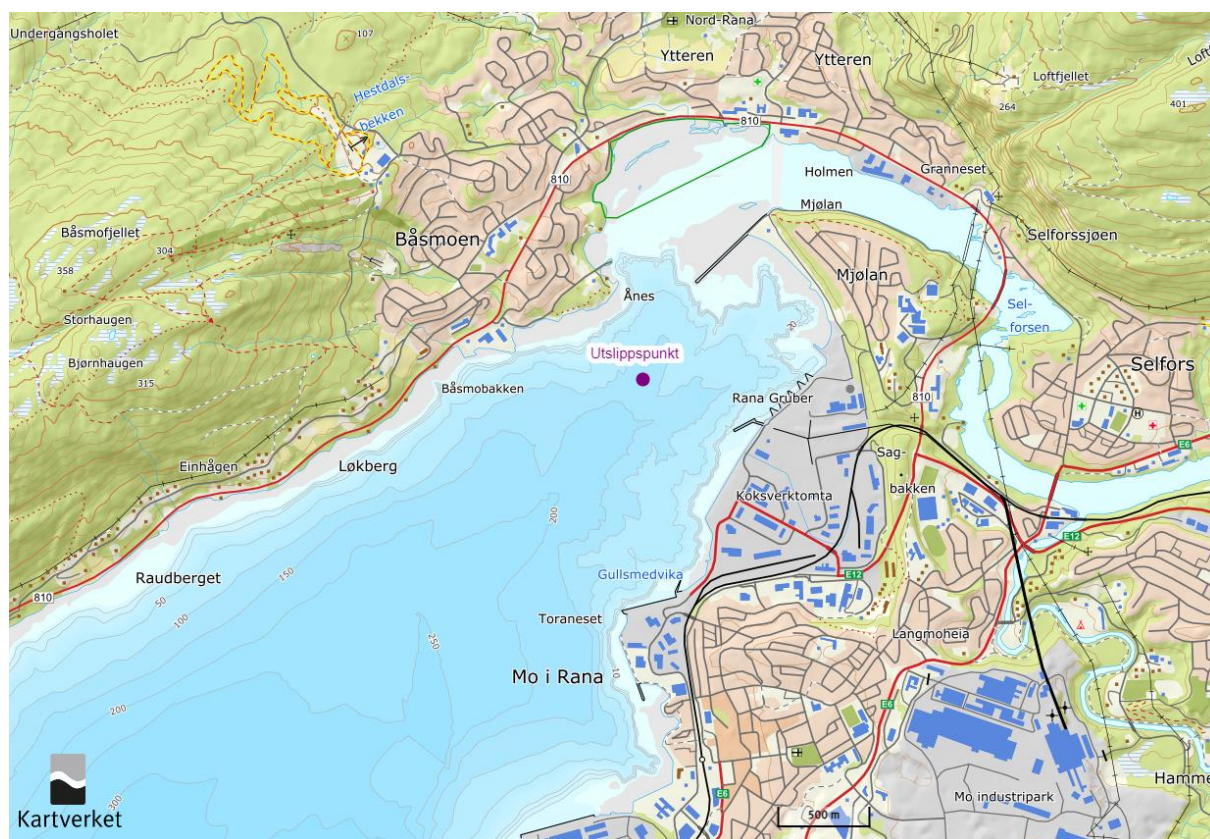 Undergangsholet
107
Nord-Rana
Ytteren
Ytteren
Loftfjellet
264
401
Hestdals-
bekken
810
810
Holmen
Granneset
Mjølan
Selforssjøen
Båsmofjellet
304
358
Båsmoen
Mjølan
Sel-
forsen
Storhaugen
Ånes
Bjørnhaugen
315
Utslippspunkt
Selfors
Båsmobakken
Rana Gruber
810
H
E6
Einhågen
Løkberg
Sag-
bakken
Koksverktomta
200
E12
150
Gullsmedvika
E12
Raudberget
50
810
100
Toraneset
250
Langmoheia
10
Mo i Rana
200
E6
Hamme
300
E6
Mo industripark
500 m
Kartverket